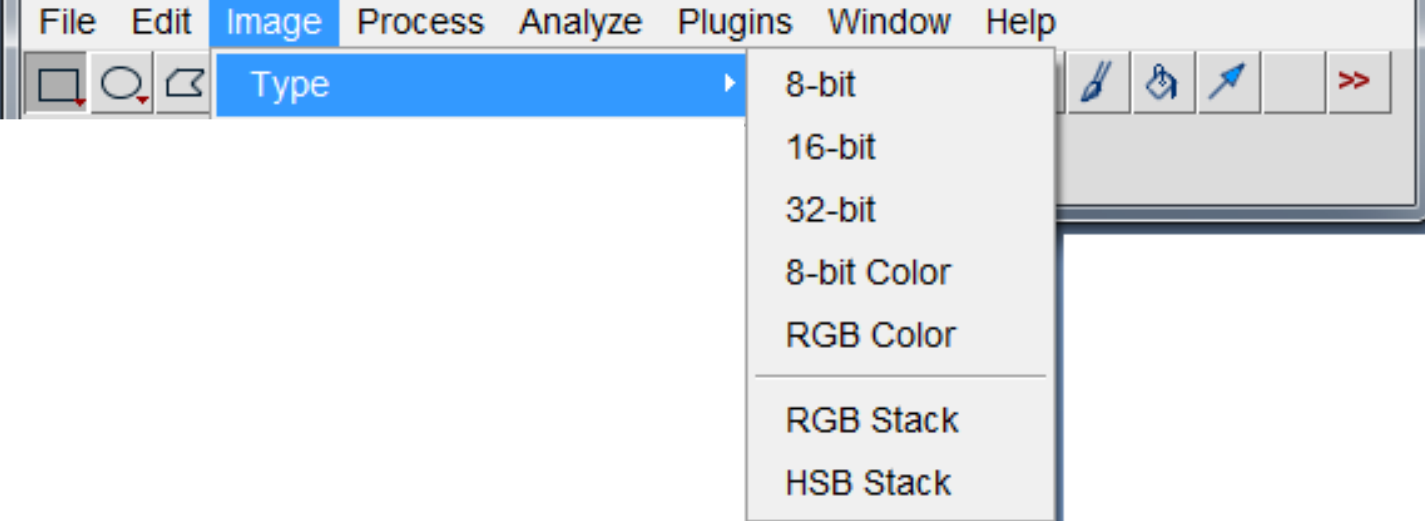 File Edit Image Process Analyze Plugins Window Help
Type 8-bit
16-bit
32-bit
8-bit Color
RGB Color
RGB Stack
HSB Stack